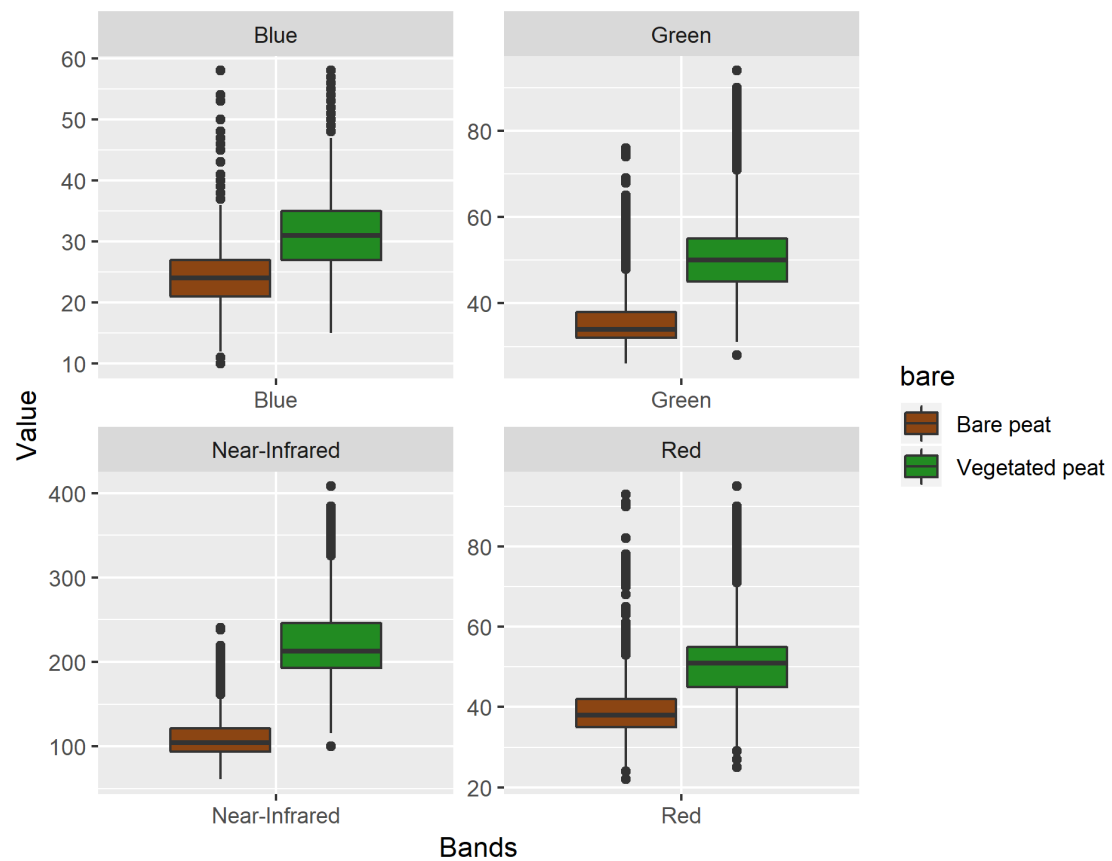 Blue
Green
60
50
40
30
20
10
80
60
40
Blue
Green
Value
Near-Infrared
Red
400
300
200
100
80
60
40
20
Near-Infrared
Red
Bands
bare
Bare peat
Vegetated peat